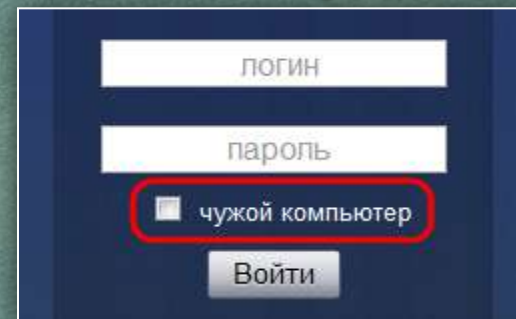 логин
пароль
чужой компьютер
Войти